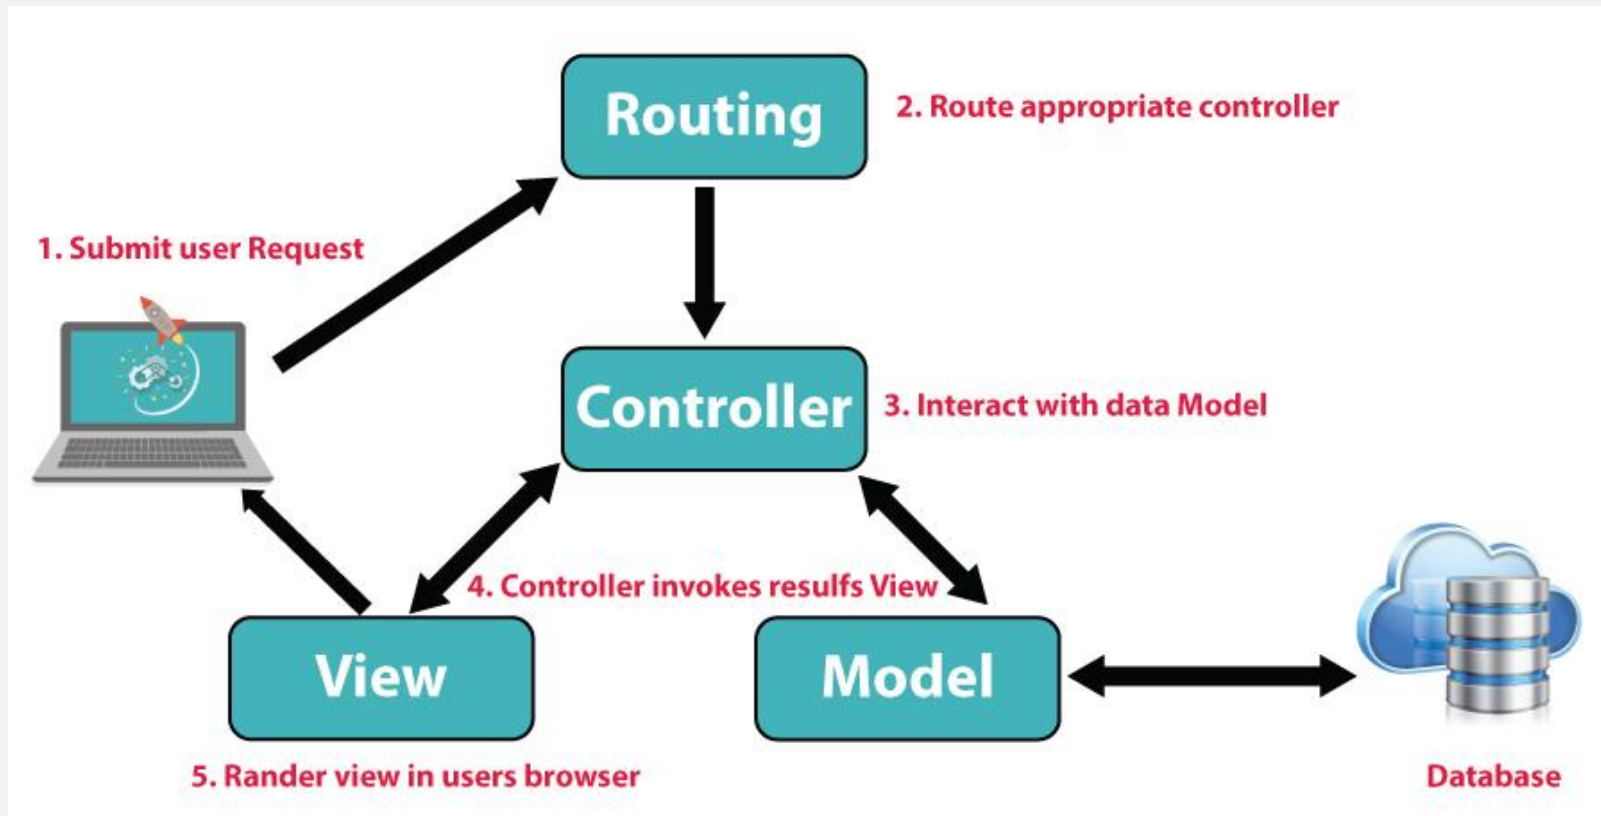 Routing
2. Route appropriate controller
1. Submit user Request
Controller
3. Interact with data Model
4. Controller invokes resulfs View
View
Model
5. Rander view in users browser
Database